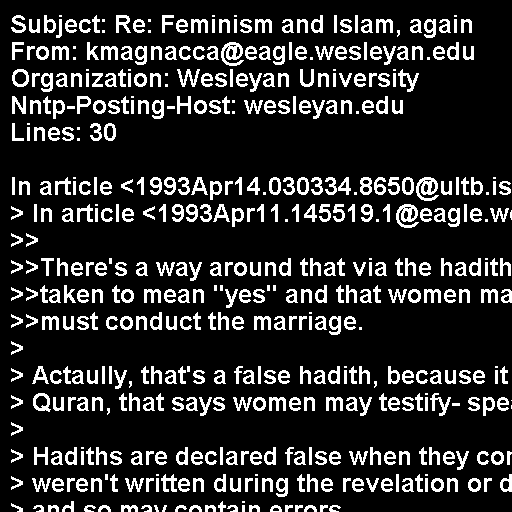 Subject: Re: Feminism and Islam, again
From: kmagnacca@eagle.wesleyan.edu
Organization: Wesleyan University
Nntp-Posting-Host: wesleyan.edu
Lines: 30

In article <1993Apr14.030334.8650@ultb.is
> In article <1993Apr11.145519.1@eagle.we
>>
>>There's a way around that via the hadith
>>taken to mean "yes" and that women ma
>>must conduct the marriage.
>
> Actaully, that's a false hadith, because it
> Quran, that says women may testify- spea
>
> Hadiths are declared false when they con
> weren't written during the revelation or d
> and so may contain errors.